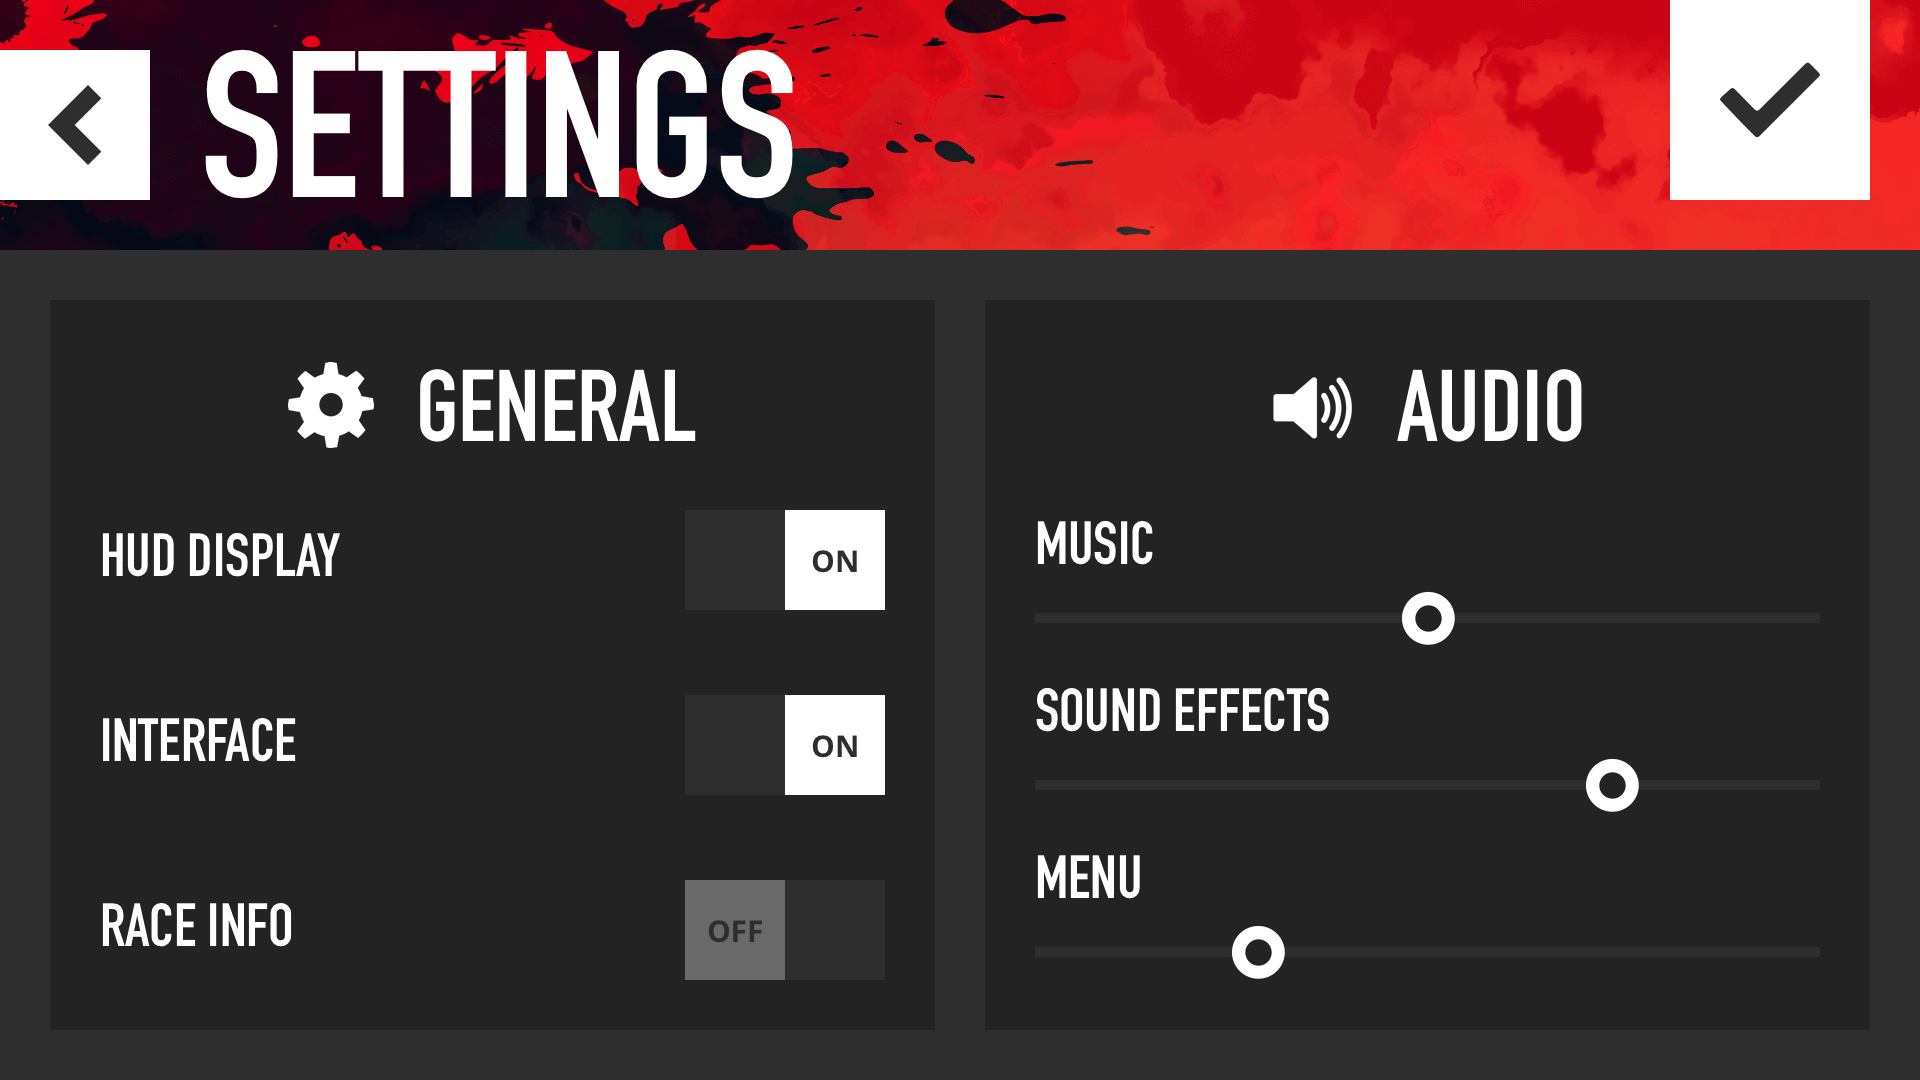 SETTINGS
GENERAL
HUD DISPLAY
ON
INTERFACE
ON
RACE INFO
OFF
AUDIO
MUSIC
SOUND EFFECTS
MENU